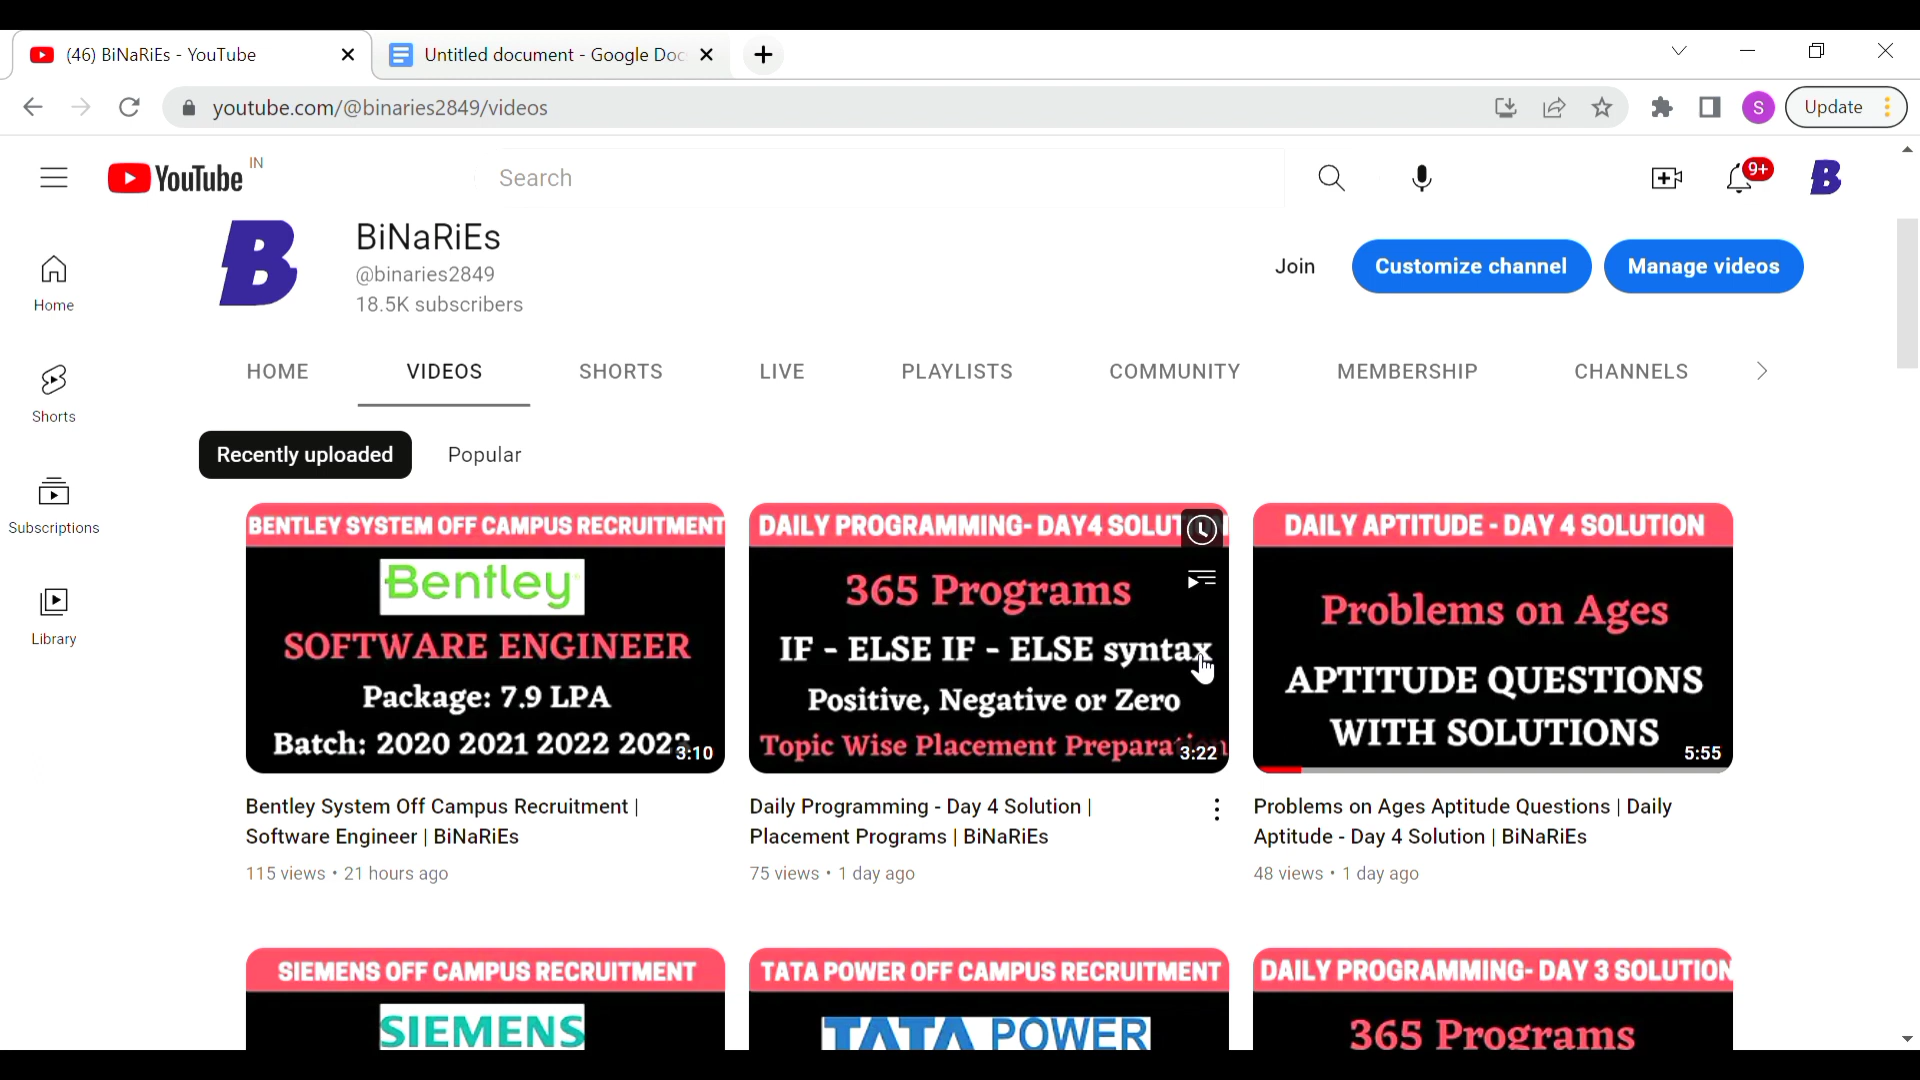 (46) BiNaRiEs - YouTube
Untitled document - Google Doc
youtube.com/@binaries2849/videos
S
Update
YouTube IN
Search
9+
B
B
BiNaRiEs
@binaries2849
18.5K subscribers
Join
Customize channel
Manage videos
Home
Shorts
Subscriptions
Library
HOME
VIDEOS
SHORTS
LIVE
PLAYLISTS
COMMUNITY
MEMBERSHIP
CHANNELS
Recently uploaded
Popular
BENTLEY SYSTEM OFF CAMPUS RECRUITMENT
Bentley
SOFTWARE ENGINEER
Package: 7.9 LPA
Batch: 2020 2021 2022 2023
3:10
Bentley System Off Campus Recruitment |
Software Engineer | BiNaRiEs
115 views • 21 hours ago
DAILY PROGRAMMING- DAY4 SOLUTION
365 Programs
IF - ELSE IF - ELSE syntax
Positive, Negative or Zero
Topic Wise Placement Preparation
3:22
Daily Programming - Day 4 Solution |
Placement Programs | BiNaRiEs
75 views • 1 day ago
DAILY APTITUDE - DAY 4 SOLUTION
Problems on Ages
APTITUDE QUESTIONS
WITH SOLUTIONS
5:55
Problems on Ages Aptitude Questions | Daily
Aptitude - Day 4 Solution | BiNaRiEs
48 views • 1 day ago
SIEMENS OFF CAMPUS RECRUITMENT
SIEMENS
TATA POWER OFF CAMPUS RECRUITMENT
TATA POWER
DAILY PROGRAMMING- DAY 3 SOLUTION
365 Programs